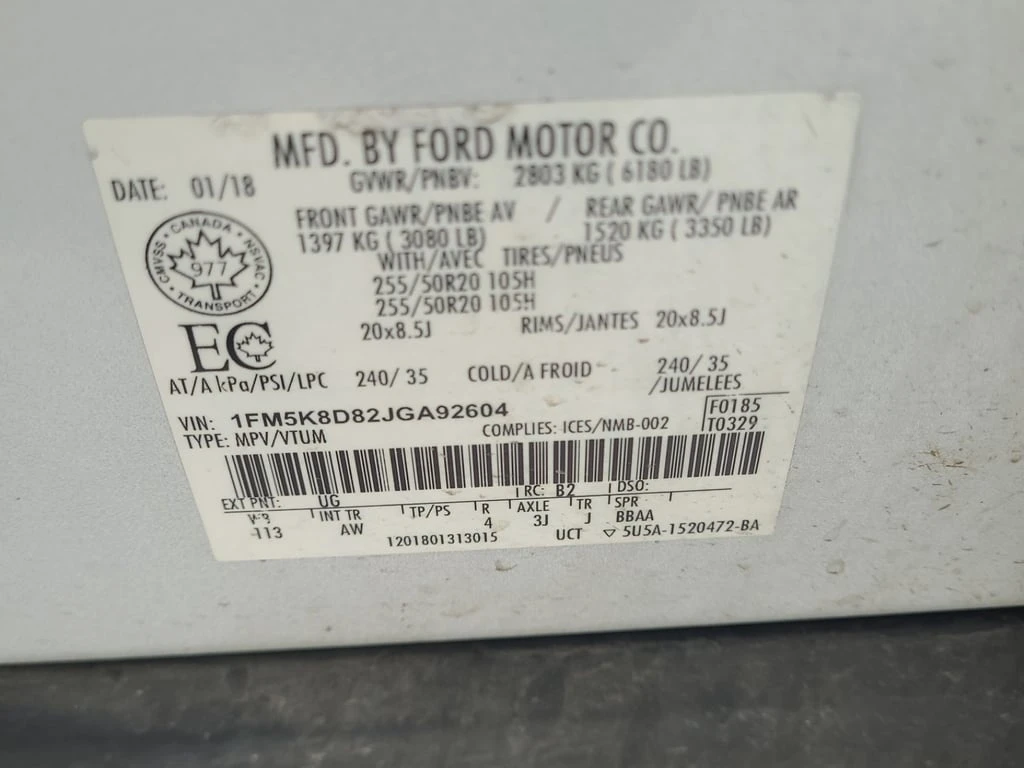 MFD. BY FORD MOTOR CO.
DATE: 01/18
GVWR/PNBV: 2803 KG ( 6180 LB)
FRONT GAWR/PNBE AV / REAR GAWR/ PNBE AR
1397 KG ( 3080 LB) 1520 KG ( 3350 LB)
WITH/AVEC TIRES/PNEUS
255/50R20 105H
255/50R20 105H
20x8.5J RIMS/JANTES 20x8.5J
CANADA
CMVSS NSVAC
977
TRANSPORT
EC
AT/A kPa/PSI/LPC 240/ 35 COLD/A FROID 240/ 35
/JUMELEES
VIN: 1FM5K8D82JGA92604 F0185
TYPE: MPV/VTUM COMPLIES: ICES/NMB-002 T0329
EXT PNT: UG RC: B2 DSO:
WB INT TR TP/PS R AXLE TR SPR
113 AW 4 3J J BBAA
1201801313015 UCT ▽ 5U5A-1520472-BA